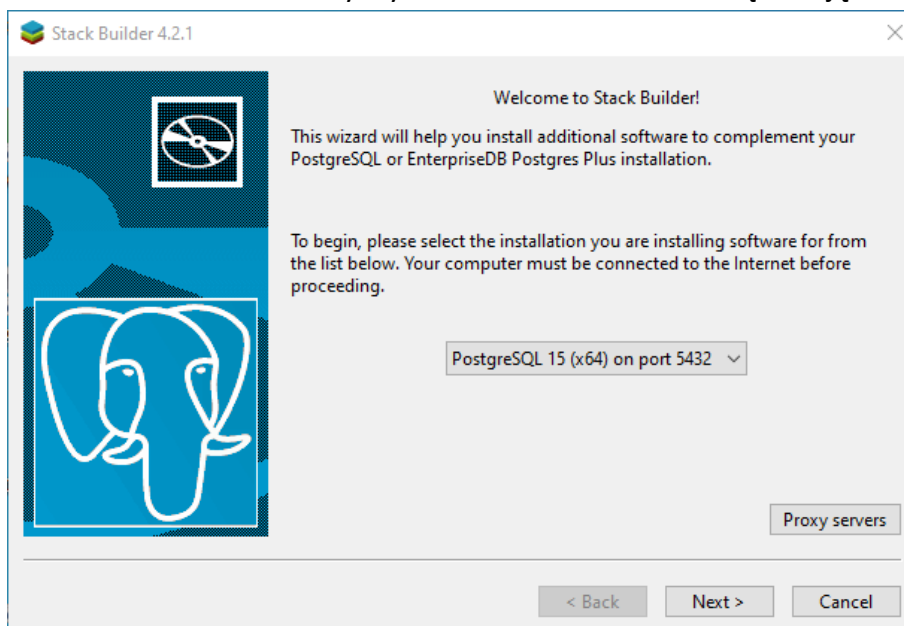 Stack Builder 4.2.1
Welcome to Stack Builder!
This wizard will help you install additional software to complement your
PostgreSQL or EnterpriseDB Postgres Plus installation.
To begin, please select the installation you are installing software for from
the list below. Your computer must be connected to the Internet before
proceeding.
PostgreSQL 15 (x64) on port 5432
Proxy servers
< Back
Next >
Cancel